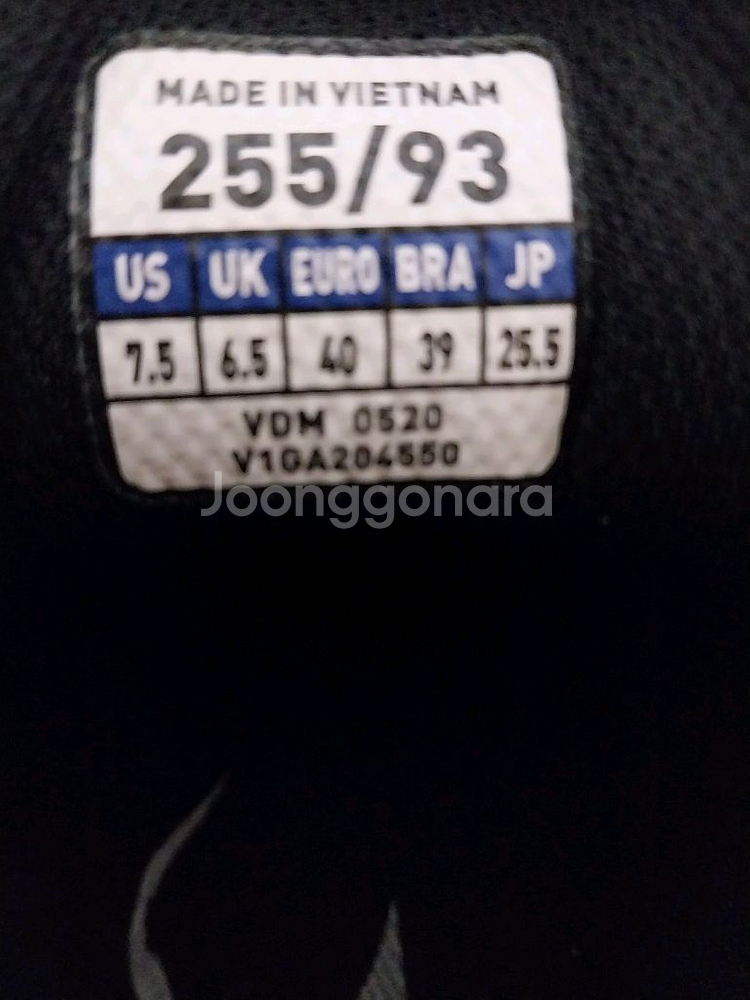 MADE IN VIETNAM
255/93
US UK EURO BRA JP
7.5 6.5 40 39 25.5
VDM 0520
V1GA204550
Joonggonara